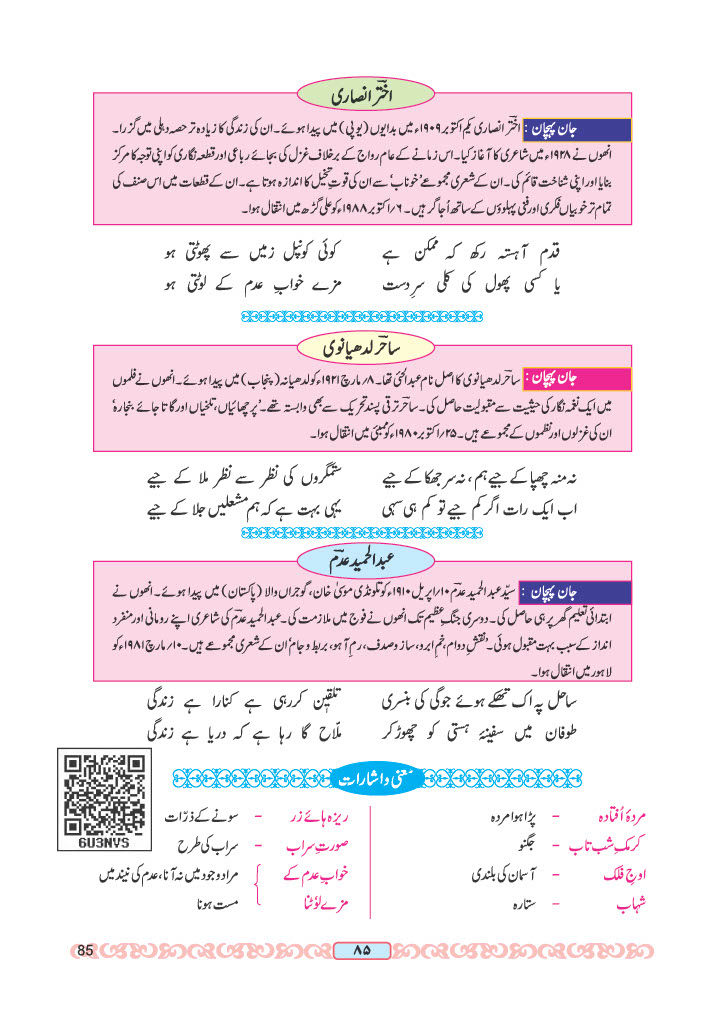 اختر انصاری
جان پہچان : اختر انصاری یکم اکتوبر ۱۹۰۹ء میں بدایوں (یوپی) میں پیدا ہوئے۔ ان کی زندگی کا زیادہ تر حصہ دہلی میں گزرا۔
انھوں نے ۱۹۲۸ء میں شاعری کا آغاز کیا۔ اس زمانے کے عام رواج کے برخلاف غزل کی بجائے رباعی اور قطعہ نگاری کو اپنی توجہ کا مرکز
بنایا اور اپنی شناخت قائم کی۔ ان کے شعری مجموعے ’خوناب‘ سے ان کی قوتِ تخیل کا اندازہ ہوتا ہے۔ ان کے قطعات میں اس صنف کی
تمام تر خوبیاں فکری اور فنی پہلوؤں کے ساتھ اُجاگر ہیں۔ ۶؍ اکتوبر ۱۹۸۸ء کو علی گڑھ میں انتقال ہوا۔
قدم آہستہ رکھ کہ ممکن ہے کوئی کونپل زمیں سے پھوٹتی ہو
یا کسی پھول کی کلی سرِدست مزے خوابِ عدم کے لوٹتی ہو
ساحر لدھیانوی
جان پہچان : ساحر لدھیانوی کا اصل نام عبدالحئی تھا۔ ۸؍ مارچ ۱۹۲۱ء کو لدھیانہ (پنجاب) میں پیدا ہوئے۔ انھوں نے فلموں
میں ایک نغمہ نگار کی حیثیت سے مقبولیت حاصل کی۔ ساحر ترقی پسند تحریک سے بھی وابستہ تھے۔ ’پرچھائیاں، تلخیاں اور گاتا جائے بنجارہ‘
ان کی غزلوں اور نظموں کے مجموعے ہیں۔ ۲۵؍ اکتوبر ۱۹۸۰ء کو ممبئی میں انتقال ہوا۔
نہ منہ چھپا کے جیے ہم، نہ سر جھکا کے جیے ستمگروں کی نظر سے نظر ملا کے جیے
اب ایک رات اگر کم جیے تو کم ہی سہی یہی بہت ہے کہ ہم مشعلیں جلا کے جیے
عبدالحمید عدم
جان پہچان : سیّد عبدالحمید عدم ۱۰؍ اپریل ۱۹۱۰ء کو تلونڈی موسیٰ خان، گوجراں والا (پاکستان) میں پیدا ہوئے۔ انھوں نے
ابتدائی تعلیم گھر پر ہی حاصل کی۔ دوسری جنگِ عظیم تک انھوں نے فوج میں ملازمت کی۔ عبدالحمید عدم کی شاعری اپنے رومانی اور منفرد
انداز کے سبب بہت مقبول ہوئی۔ نقشِ دوام، خمِ ابرو، ساز و صدف، رمِ آہو، بربط و جام‘ ان کے شعری مجموعے ہیں۔ ۱۰؍ مارچ ۱۹۸۱ء کو
لاہور میں انتقال ہوا۔
ساحل پہ اک تھکے ہوئے جوگی کی بنسری تلقین کر رہی ہے کنارا ہے زندگی
طوفان میں سفینۂ ہستی کو چھوڑ کر ملّاح گا رہا ہے کہ دریا ہے زندگی
معنی و اشارات
مردۂ اُفتادہ – پڑا ہوا مردہ
کرمکِ شب تاب – جگنو
اوجِ فلک – آسمان کی بلندی
شہاب – ستارہ
ریزہ ہائے زر – سونے کے ذرّات
صورتِ سراب – سراب کی طرح
خوابِ عدم کے مراد وجود میں نہ آنا، عدم کی نیند میں
مزے لوٗٹنا مست ہونا
6U3NVS
85
۸۵